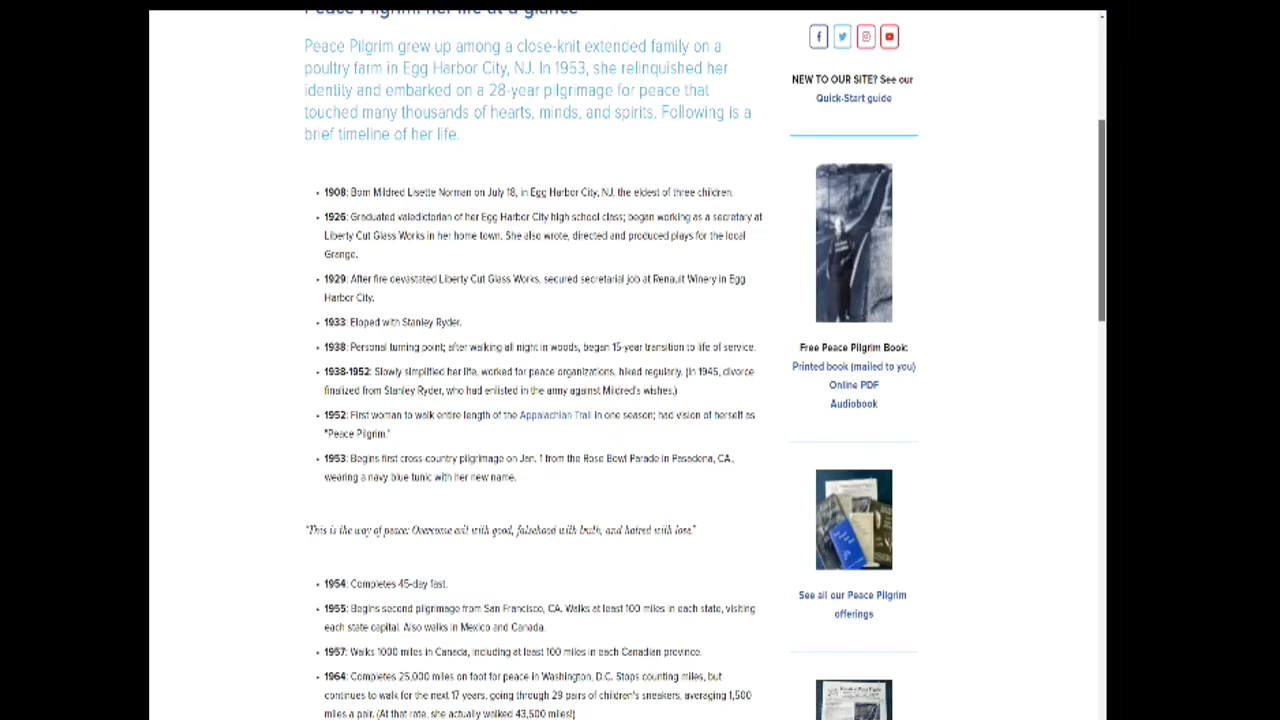 Peace Pilgrim: her life at a glance
Peace Pilgrim grew up among a close-knit extended family on a
poultry farm in Egg Harbor City, NJ. In 1953, she relinquished her
identity and embarked on a 28-year pilgrimage for peace that
touched many thousands of hearts, minds, and spirits. Following is a
brief timeline of her life.
• 1908: Born Mildred Lisette Norman on July 18, in Egg Harbor City, NJ, the eldest of three children.
• 1926: Graduated valedictorian of her Egg Harbor City high school class; began working as a secretary at
Liberty Cut Glass Works in her home town. She also wrote, directed and produced plays for the local
Grange.
• 1929: After fire devastated Liberty Cut Glass Works, secured secretarial job at Renault Winery in Egg
Harbor City.
• 1933: Eloped with Stanley Ryder.
• 1938: Personal turning point; after walking all night in woods, began 15-year transition to life of service.
• 1938-1952: Slowly simplified her life, worked for peace organizations, hiked regularly. (In 1945, divorce
finalized from Stanley Ryder, who had enlisted in the army against Mildred's wishes.)
• 1952: First woman to walk entire length of the Appalachian Trail in one season; had vision of herself as
"Peace Pilgrim."
• 1953: Begins first cross-country pilgrimage on Jan. 1 from the Rose Bowl Parade in Pasadena, CA.,
wearing a navy blue tunic with her new name.
"This is the way of peace: Overcome evil with good, falsehood with truth, and hatred with love."
• 1954: Completes 45-day fast.
• 1955: Begins second pilgrimage from San Francisco, CA. Walks at least 100 miles in each state, visiting
each state capital. Also walks in Mexico and Canada.
• 1957: Walks 1000 miles in Canada, including at least 100 miles in each Canadian province.
• 1964: Completes 25,000 miles on foot for peace in Washington, D.C. Stops counting miles, but
continues to walk for the next 17 years, going through 29 pairs of children's sneakers, averaging 1,500
miles a pair. (At that rate, she actually walked 43,500 miles!)
NEW TO OUR SITE? See our
Quick-Start guide
Free Peace Pilgrim Book:
Printed book (mailed to you)
Online PDF
Audiobook
See all our Peace Pilgrim
offerings